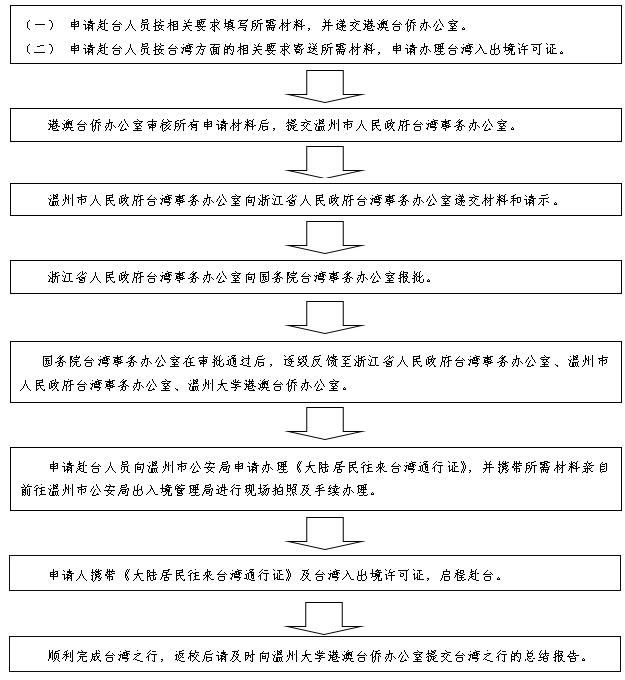 （一） 申请赴台人员按相关要求填写所需材料，并递交港澳台侨办公室。
（二） 申请赴台人员按台湾方面的相关要求寄送所需材料，申请办理台湾入出境许可证。
港澳台侨办公室审核所有申请材料后，提交温州市人民政府台湾事务办公室。
温州市人民政府台湾事务办公室向浙江省人民政府台湾事务办公室递交材料和请示。
浙江省人民政府台湾事务办公室向国务院台湾事务办公室报批。
国务院台湾事务办公室在审批通过后，逐级反馈至浙江省人民政府台湾事务办公室、温州市
人民政府台湾事务办公室、温州大学港澳台侨办公室。
申请赴台人员向温州市公安局申请办理《大陆居民往来台湾通行证》，并携带所需材料亲自
前往温州市公安局出入境管理局进行现场拍照及手续办理。
申请人携带《大陆居民往来台湾通行证》及台湾入出境许可证，启程赴台。
顺利完成台湾之行，返校后请及时向温州大学港澳台侨办公室提交台湾之行的总结报告。